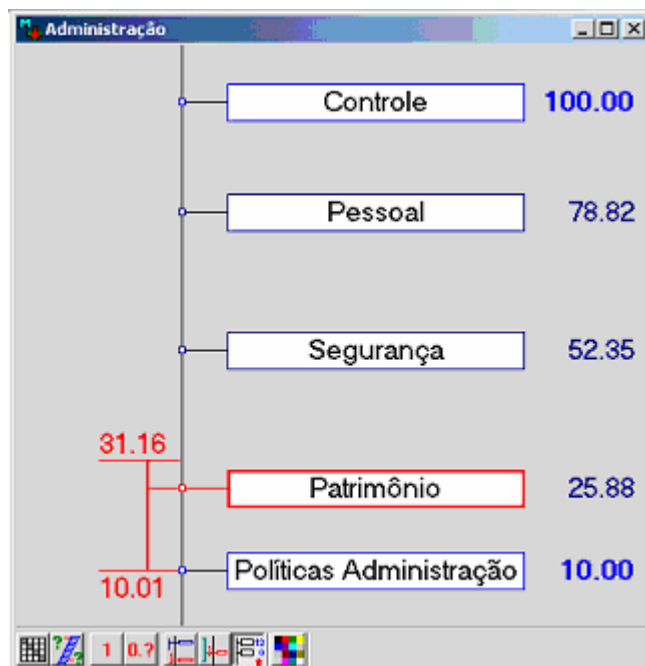 Administração
Controle 100.00
Pessoal 78.82
Segurança 52.35
31.16
Patrimônio 25.88
10.01
Políticas Administração 10.00
1 0.?